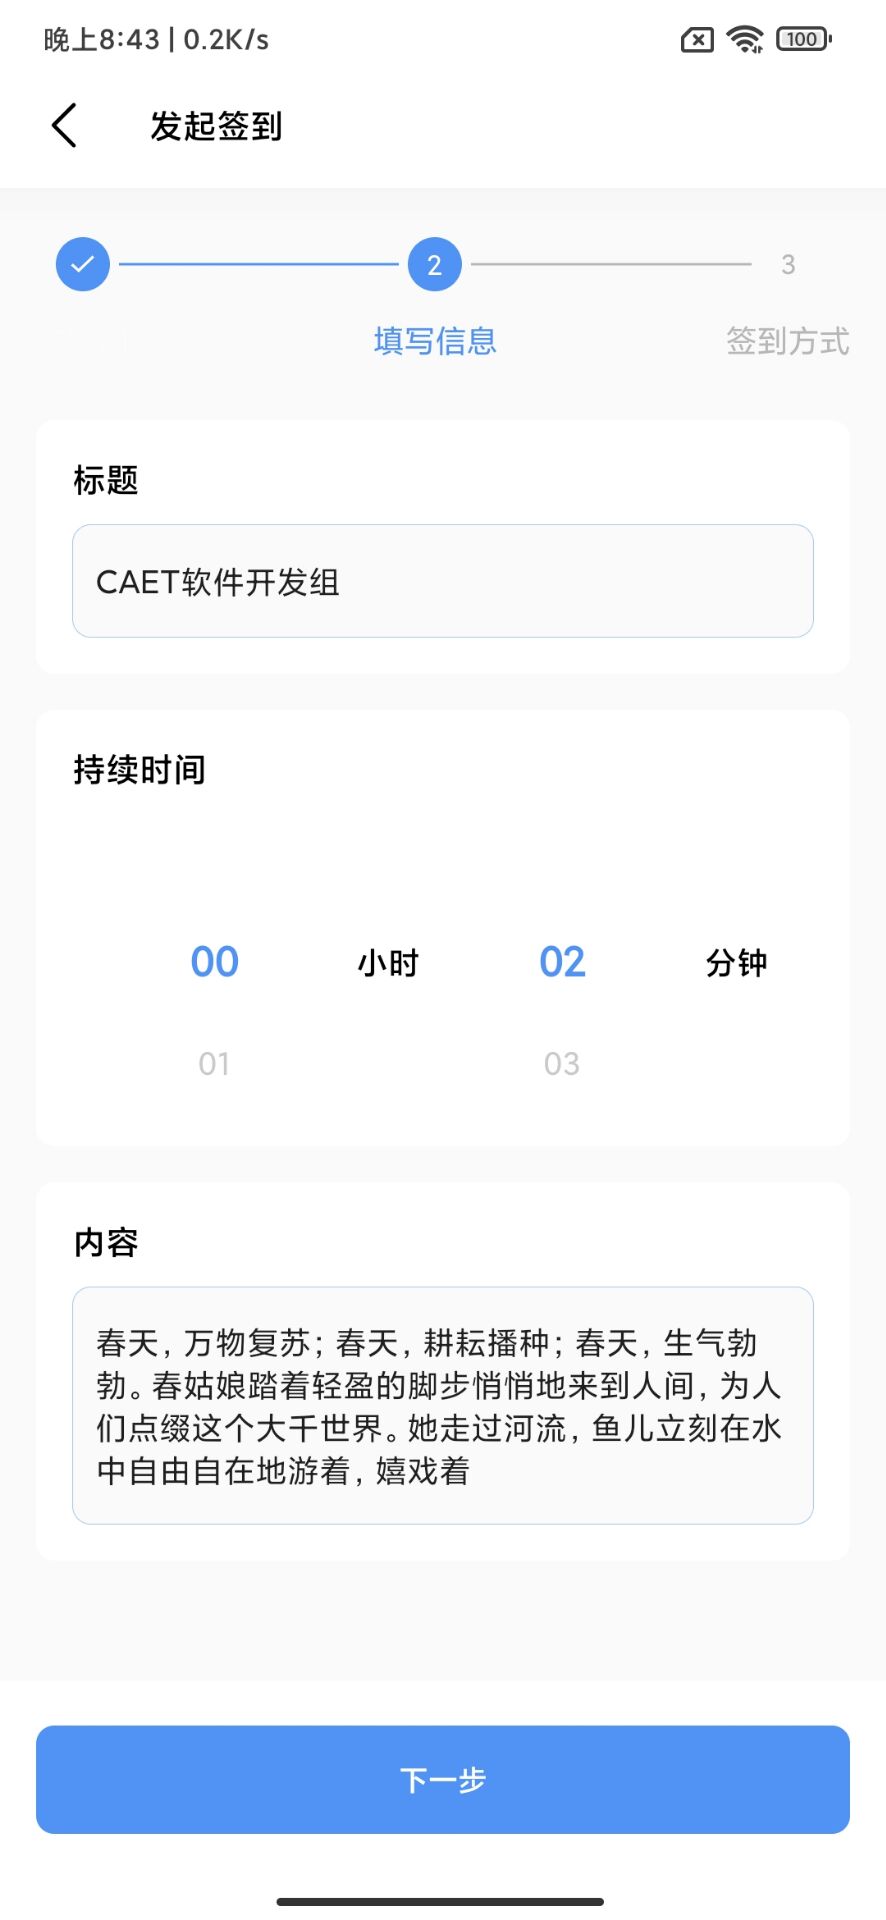 晚上8:43 | 0.2K/s
100
发起签到
2
3
填写信息
签到方式
标题
CAET软件开发组
持续时间
00 小时 02 分钟
01 03
内容
春天，万物复苏；春天，耕耘播种；春天，生气勃
勃。春姑娘踏着轻盈的脚步悄悄地来到人间，为人
们点缀这个大千世界。她走过河流，鱼儿立刻在水
中自由自在地游着，嬉戏着
下一步